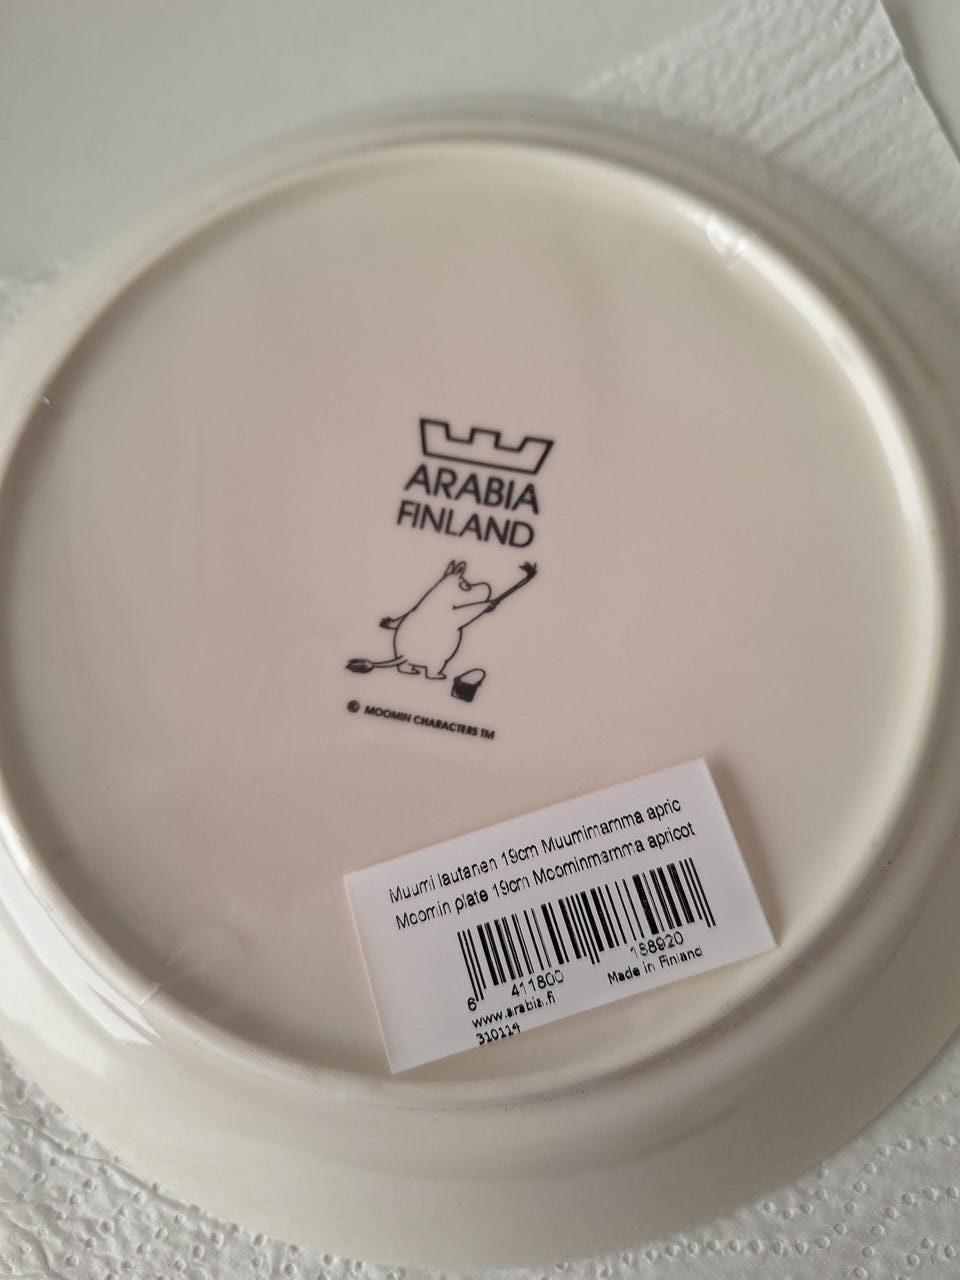 ARABIA
FINLAND
© MOOMIN CHARACTERS TM
Muumi lautanen 19cm Muumimamma apric
Moomin plate 19cm Moominmamma apricot
6 411800 158920
www.arabia.fi Made in Finland
310114